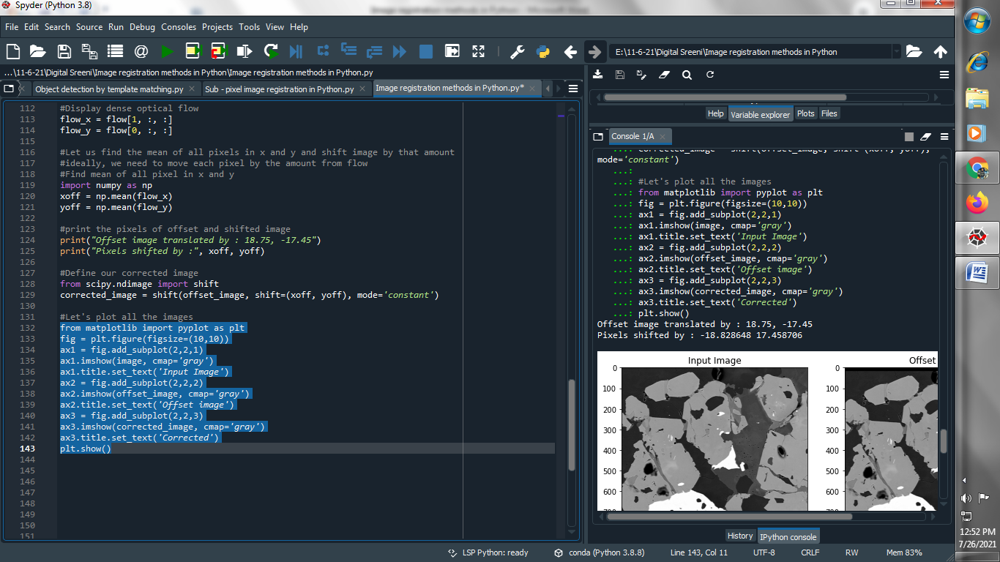 Spyder (Python 3.8)
File Edit Search Source Run Debug Consoles Projects Tools View Help
E:\11-6-21\Digital Sreeni\Image registration methods in Python
...\11-6-21\Digital Sreeni\Image registration methods in Python\Image registration methods in Python.py
Object detection by template matching.py
Sub - pixel image registration in Python.py
Image registration methods in Python.py*
112 #Display dense optical flow
113 flow_x = flow[1, :, :]
114 flow_y = flow[0, :, :]
115
116 #Let us find the mean of all pixels in x and y and shift image by that amount
117 #ideally, we need to move each pixel by the amount from flow
118 #Find mean of all pixel in x and y
119 import numpy as np
120 xoff = np.mean(flow_x)
121 yoff = np.mean(flow_y)
122
123 #print the pixels of offset and shifted image
124 print("Offset image translated by : 18.75, -17.45")
125 print("Pixels shifted by :", xoff, yoff)
126
127 #Define our corrected image
128 from scipy.ndimage import shift
129 corrected_image = shift(offset_image, shift=(xoff, yoff), mode='constant')
130
131 #Let's plot all the images
132 from matplotlib import pyplot as plt
133 fig = plt.figure(figsize=(10,10))
134 ax1 = fig.add_subplot(2,2,1)
135 ax1.imshow(image, cmap='gray')
136 ax1.title.set_text('Input Image')
137 ax2 = fig.add_subplot(2,2,2)
138 ax2.imshow(offset_image, cmap='gray')
139 ax2.title.set_text('Offset image')
140 ax3 = fig.add_subplot(2,2,3)
141 ax3.imshow(corrected_image, cmap='gray')
142 ax3.title.set_text('Corrected')
143 plt.show()
144
145
146
147
148
149
150
151
Help Variable explorer Plots Files
Console 1/A
...: corrected_image = shift(offset_image, shift=(xoff, yoff),
mode='constant')
...:
...: #Let's plot all the images
...: from matplotlib import pyplot as plt
...: fig = plt.figure(figsize=(10,10))
...: ax1 = fig.add_subplot(2,2,1)
...: ax1.imshow(image, cmap='gray')
...: ax1.title.set_text('Input Image')
...: ax2 = fig.add_subplot(2,2,2)
...: ax2.imshow(offset_image, cmap='gray')
...: ax2.title.set_text('Offset image')
...: ax3 = fig.add_subplot(2,2,3)
...: ax3.imshow(corrected_image, cmap='gray')
...: ax3.title.set_text('Corrected')
...: plt.show()
Offset image translated by : 18.75, -17.45
Pixels shifted by : -18.828648 17.458706
Input Image Offset
0 0
100 100
200 200
300 300
400 400
500 500
600 600
700 700
History IPython console
LSP Python: ready conda (Python 3.8.8) Line 143, Col 11 UTF-8 CRLF RW Mem 83%
12:52 PM
7/26/2021